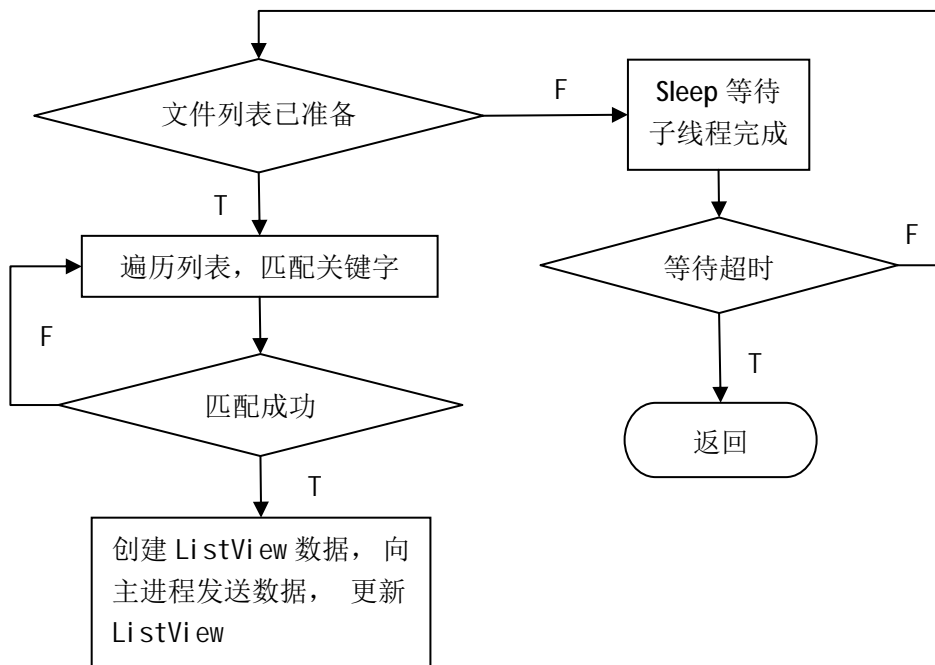 文件列表已准备
F
Sleep 等待
子线程完成
T
遍历列表，匹配关键字
等待超时
F
F
T
匹配成功
返回
T
创建 ListView 数据，向
主进程发送数据， 更新
ListView